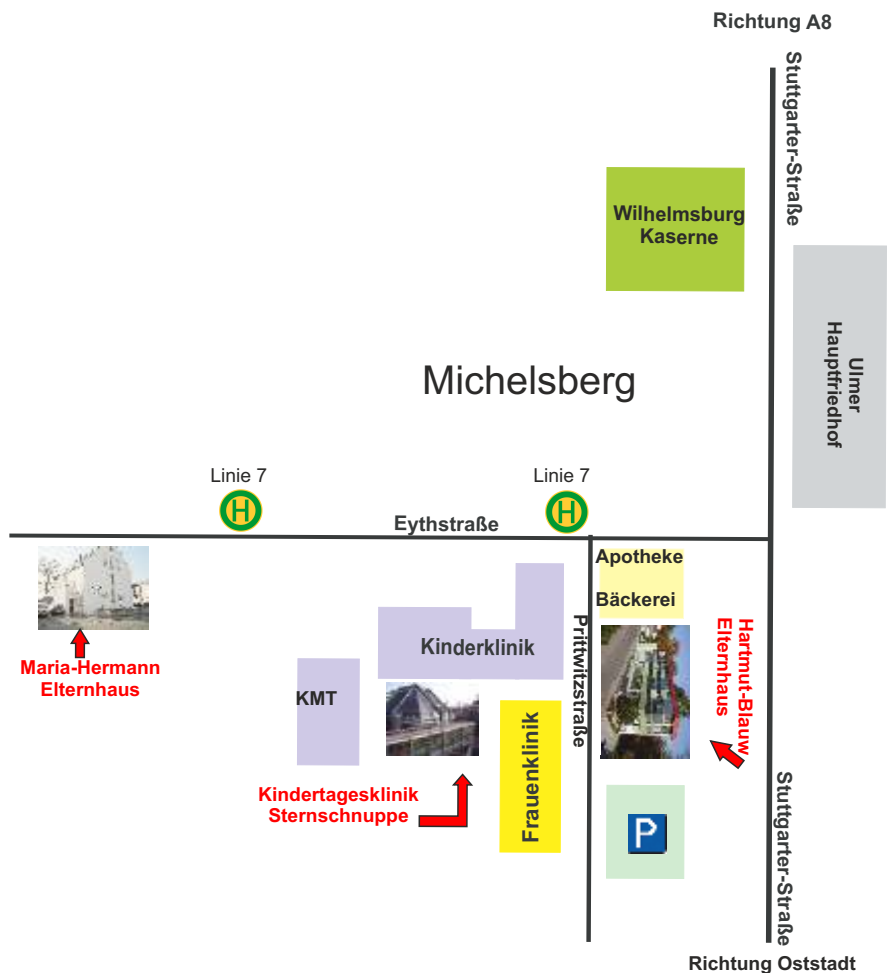 Richtung A8
Stuttgarter-Straße
Wilhelmsburg
Kaserne
Ulmer
Hauptfriedhof
Michelsberg
Linie 7
H
Linie 7
H
Eythstraße
Apotheke
Bäckerei
Maria-Hermann
Elternhaus
Kinderklinik
KMT
Prittwitzstraße
Hartmut-Blauw
Elternhaus
Kindertagesklinik
Sternschnuppe
Frauenklinik
P
Stuttgarter-Straße
Richtung Oststadt